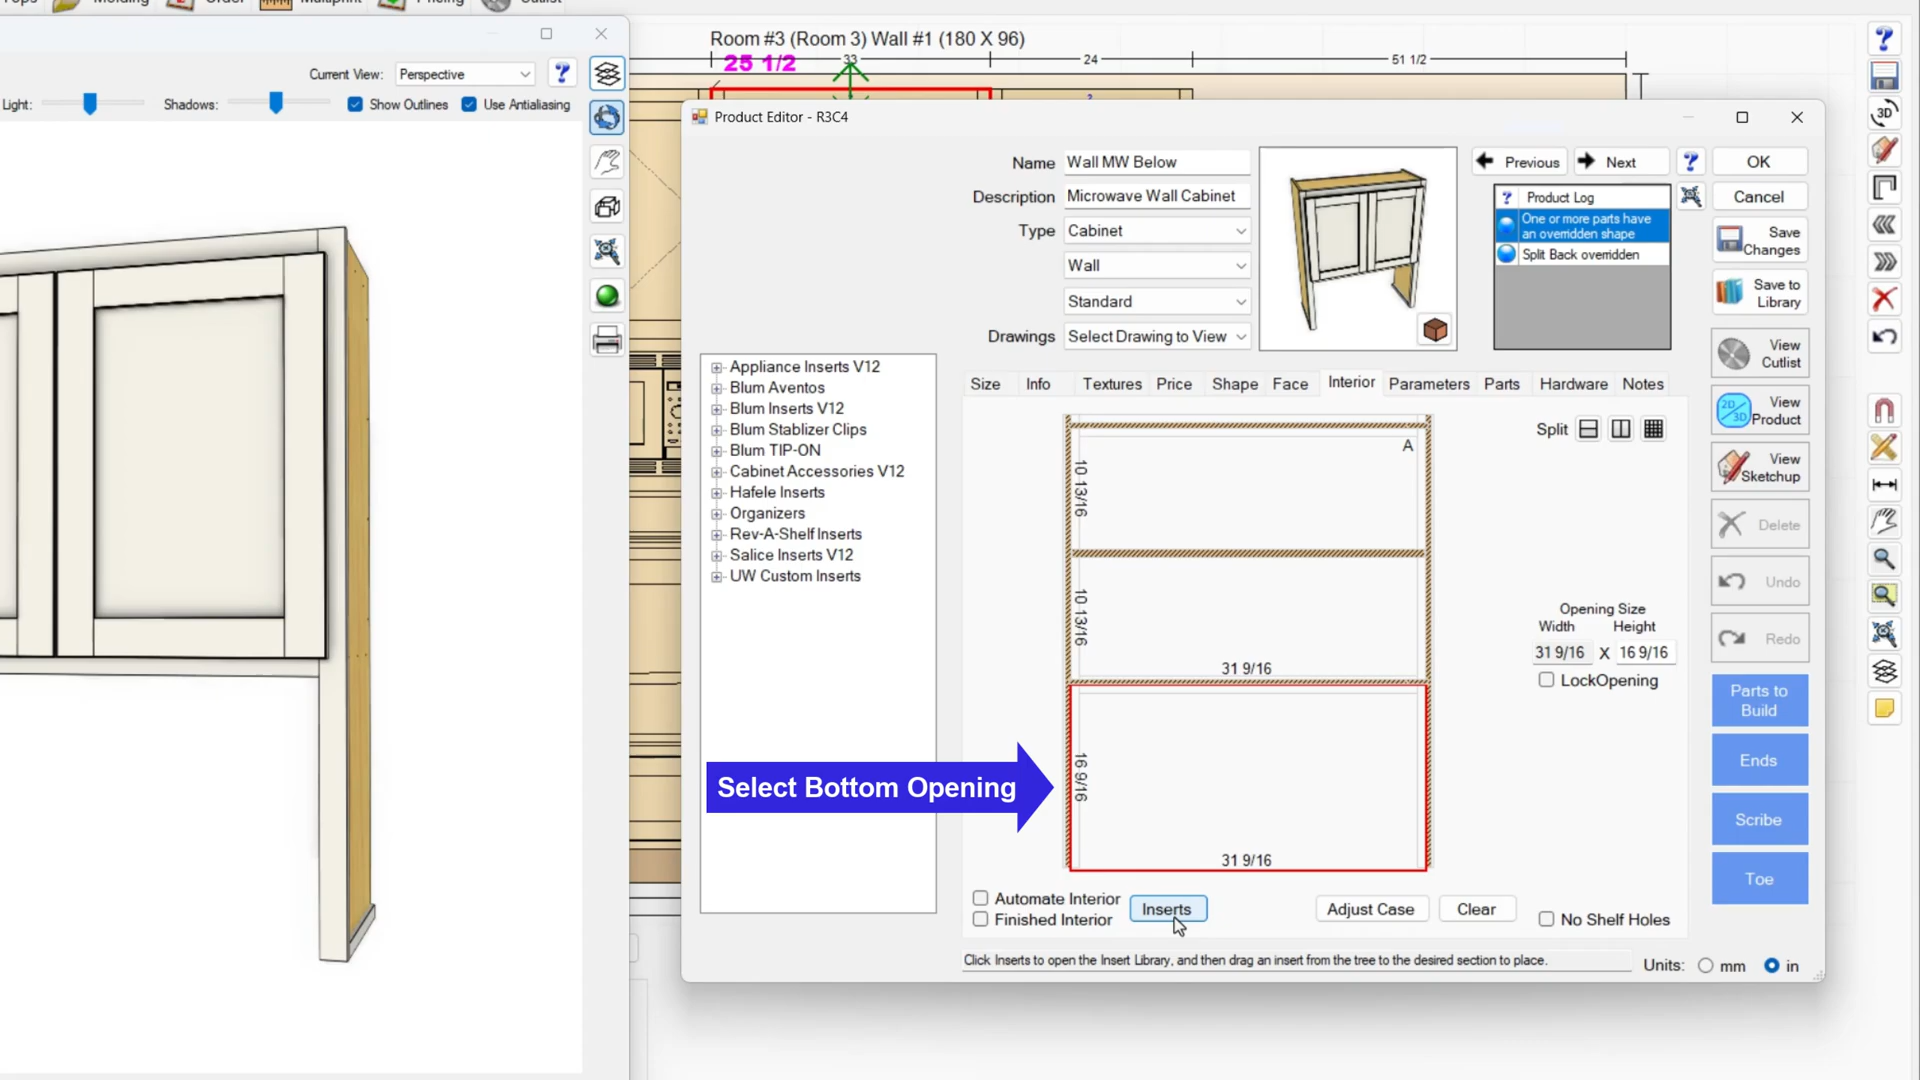 Molding
Order
Multiprint
Pricing
Cutlist
Room #3 (Room 3) Wall #1 (180 X 96)
25 1/2
33
24
51 1/2
Current View:
Perspective
?
Light:
Shadows:
Show Outlines
Use Antialiasing
Product Editor - R3C4
Name
Wall MW Below
Description
Microwave Wall Cabinet
Type
Cabinet
Wall
Standard
Drawings
Select Drawing to View
Previous
Next
?
OK
? Product Log
One or more parts have
an overridden shape
Split Back overridden
Cancel
Save
Changes
Save to
Library
View
Cutlist
2D/3D
View
Product
View
Sketchup
Delete
Undo
Redo
Parts to
Build
Ends
Scribe
Toe
?
3D
Appliance Inserts V12
Blum Aventos
Blum Inserts V12
Blum Stablizer Clips
Blum TIP-ON
Cabinet Accessories V12
Hafele Inserts
Organizers
Rev-A-Shelf Inserts
Salice Inserts V12
UW Custom Inserts
Size
Info
Textures
Price
Shape
Face
Interior
Parameters
Parts
Hardware
Notes
Split
A
10 13/16
10 13/16
31 9/16
16 9/16
31 9/16
Opening Size
Width
Height
31 9/16 X 16 9/16
LockOpening
Select Bottom Opening
Automate Interior
Finished Interior
Inserts
Adjust Case
Clear
No Shelf Holes
Click Inserts to open the Insert Library, and then drag an insert from the tree to the desired section to place.
Units:
mm
in